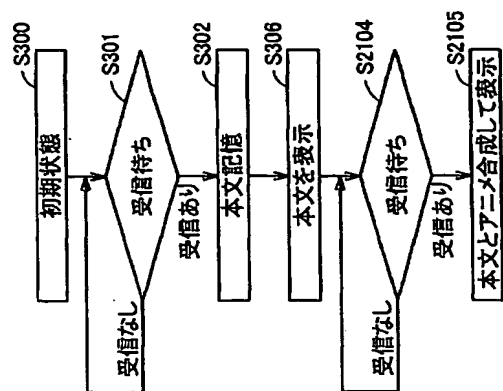 S300
初期状態
S301
受信待ち
受信なし
受信あり
S302
本文記憶
S306
本文を表示
S2104
受信待ち
受信なし
受信あり
S2105
本文とアニメ合成して表示